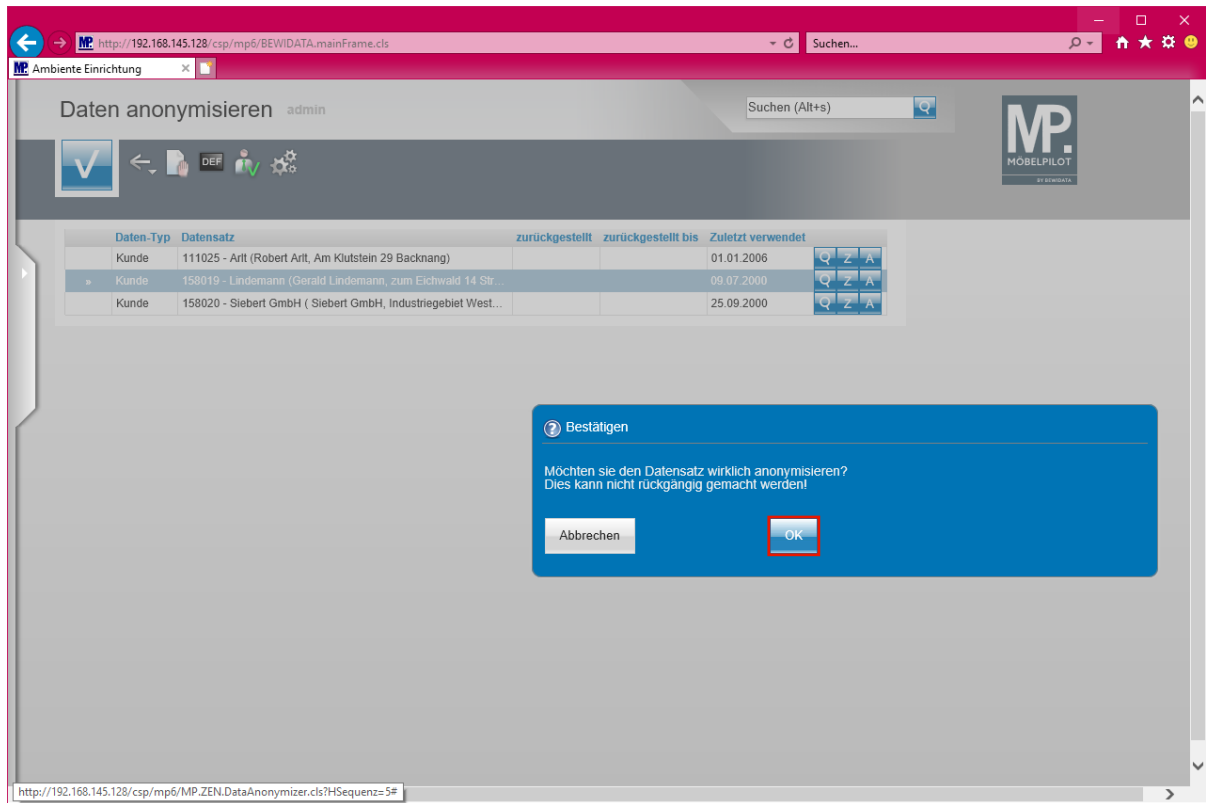 http://192.168.145.128/csp/mp6/BEWIDATA.mainFrame.cls
Suchen...
MP. Ambiente Einrichtung
Daten anonymisieren admin
Suchen (Alt+s)
MP.
MÖBELPILOT
BY BEWIDATA
DEF
Daten-Typ Datensatz zurückgestellt zurückgestellt bis Zuletzt verwendet
Kunde 111025 - Arlt (Robert Arlt, Am Klutstein 29 Backnang) 01.01.2006 Q Z A
» Kunde 158019 - Lindemann (Gerald Lindemann, zum Eichwald 14 Str... 09.07.2000 Q Z A
Kunde 158020 - Siebert GmbH ( Siebert GmbH, Industriegebiet West... 25.09.2000 Q Z A
? Bestätigen
Möchten sie den Datensatz wirklich anonymisieren?
Dies kann nicht rückgängig gemacht werden!
Abbrechen OK
http://192.168.145.128/csp/mp6/MP.ZEN.DataAnonymizer.cls?HSequenz=5#